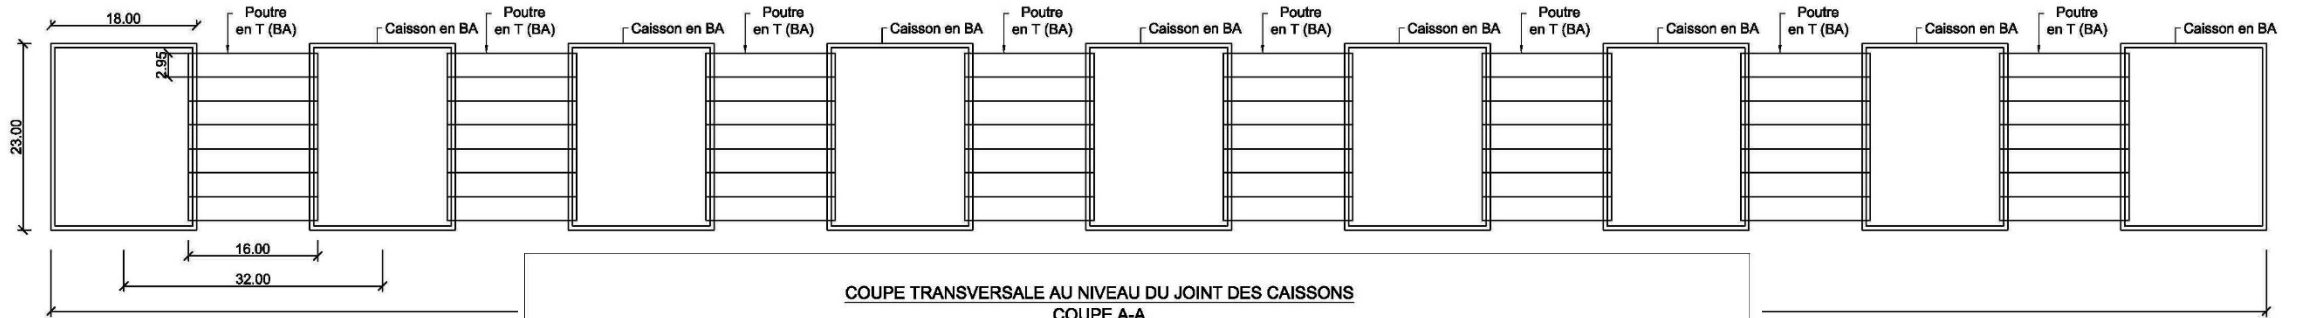 18.00
Poutre
en T (BA)
Caisson en BA
Poutre
en T (BA)
Caisson en BA
Poutre
en T (BA)
Caisson en BA
Poutre
en T (BA)
Caisson en BA
Poutre
en T (BA)
Caisson en BA
Poutre
en T (BA)
Caisson en BA
Poutre
en T (BA)
Caisson en BA
Poutre
en T (BA)
Caisson en BA
2.95
23.00
16.00
32.00
COUPE TRANSVERSALE AU NIVEAU DU JOINT DES CAISSONS
COUPE A-A